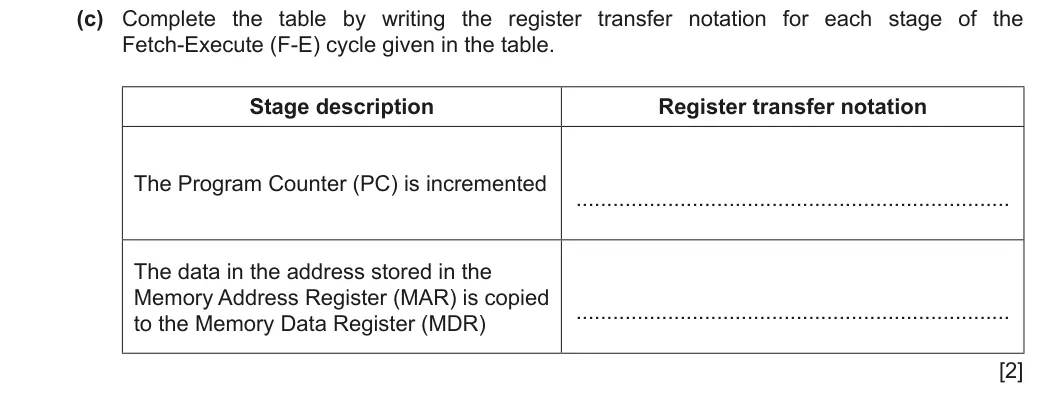 (c) Complete the table by writing the register transfer notation for each stage of the
Fetch-Execute (F-E) cycle given in the table.
Stage description
Register transfer notation
The Program Counter (PC) is incremented
......................................................................
The data in the address stored in the
Memory Address Register (MAR) is copied
to the Memory Data Register (MDR)
......................................................................
[2]